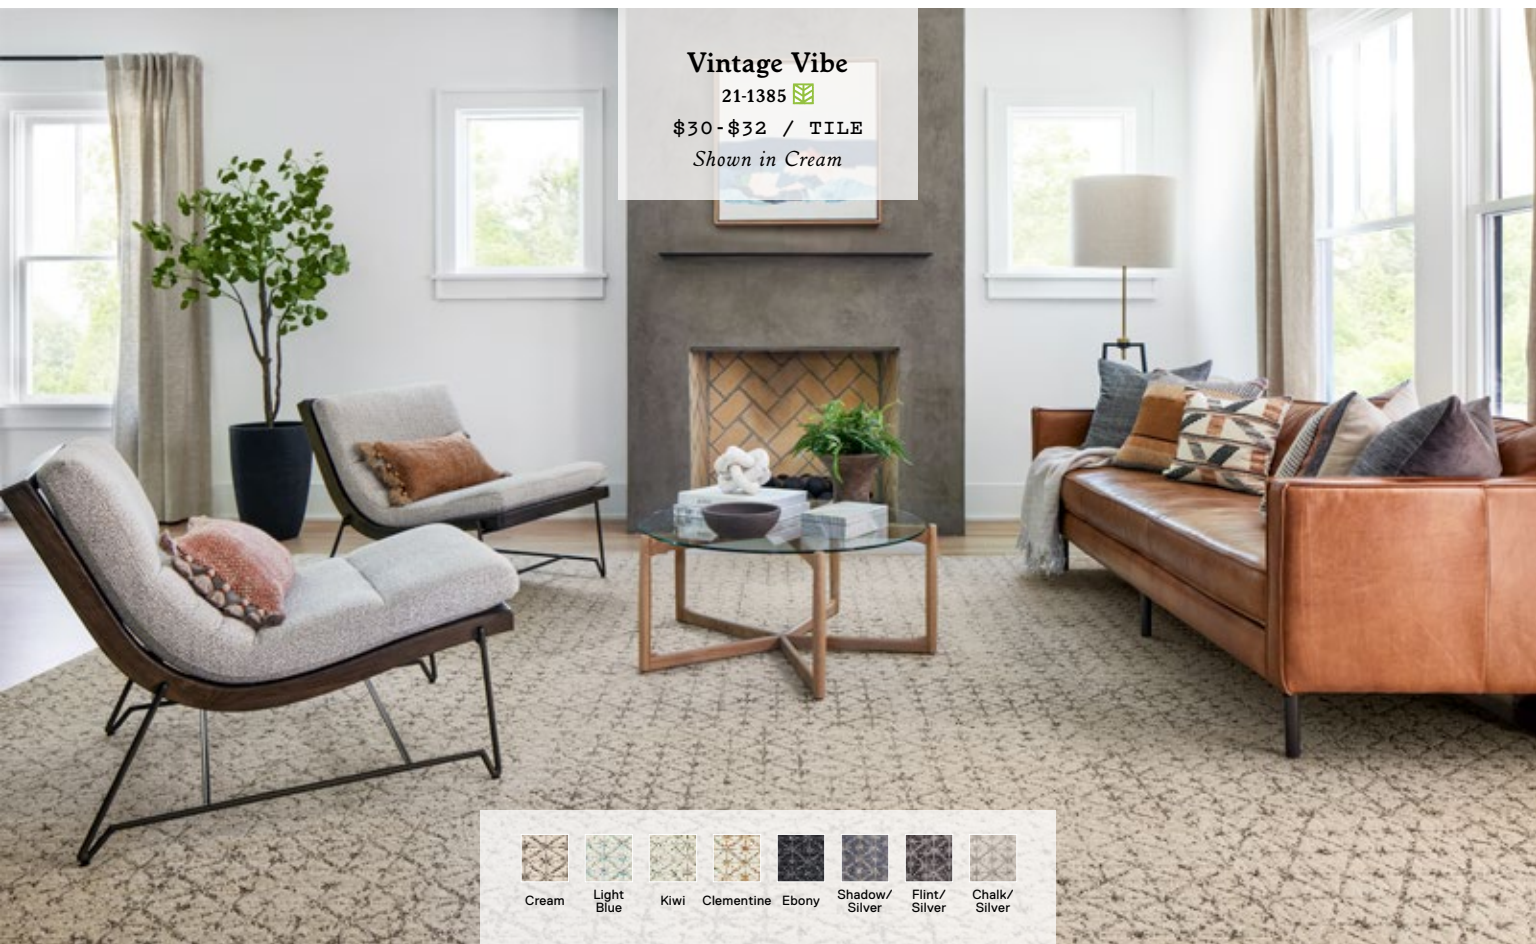 Vintage Vibe
21-1385
$30-$32 / TILE
Shown in Cream
Cream
Light
Blue
Kiwi
Clementine
Ebony
Shadow/
Silver
Flint/
Silver
Chalk/
Silver